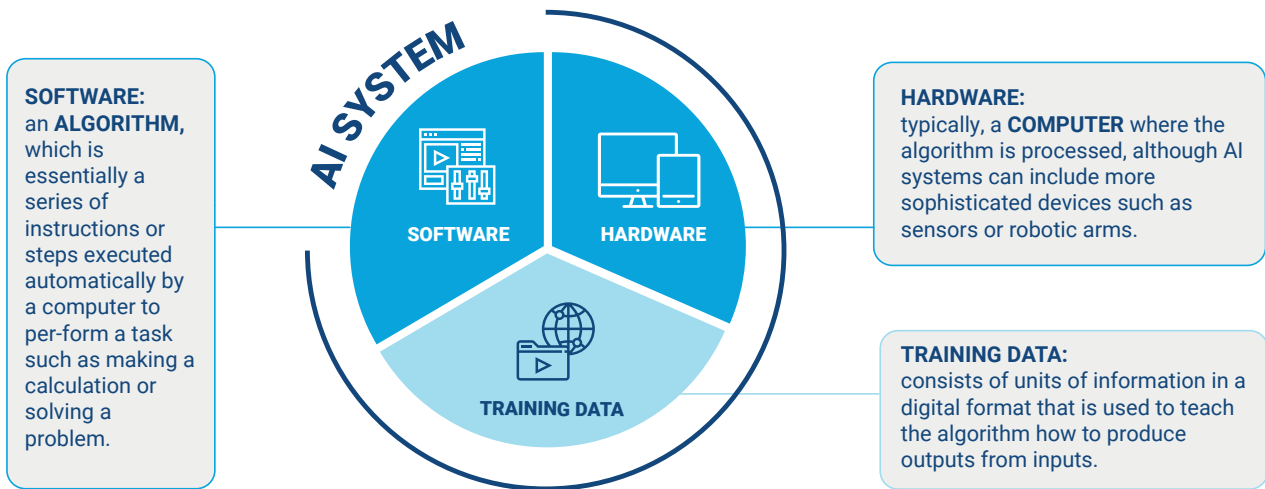 AI SYSTEM
SOFTWARE:
an ALGORITHM,
which is
essentially a
series of
instructions or
steps executed
automatically by
a computer to
per-form a task
such as making a
calculation or
solving a
problem.
SOFTWARE
HARDWARE
TRAINING DATA
HARDWARE:
typically, a COMPUTER where the
algorithm is processed, although AI
systems can include more
sophisticated devices such as
sensors or robotic arms.
TRAINING DATA:
consists of units of information in a
digital format that is used to teach
the algorithm how to produce
outputs from inputs.